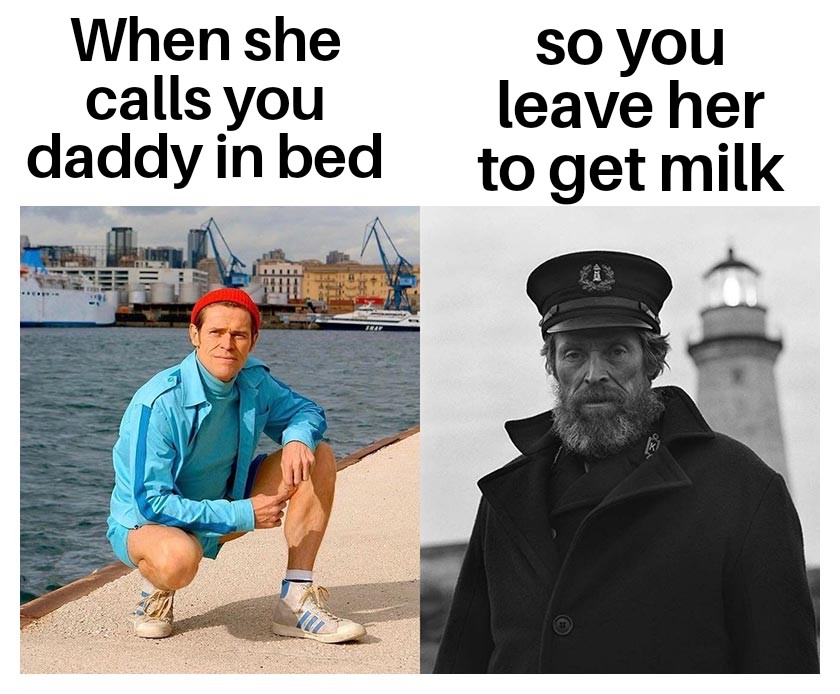 When she
calls you
daddy in bed
so you
leave her
to get milk